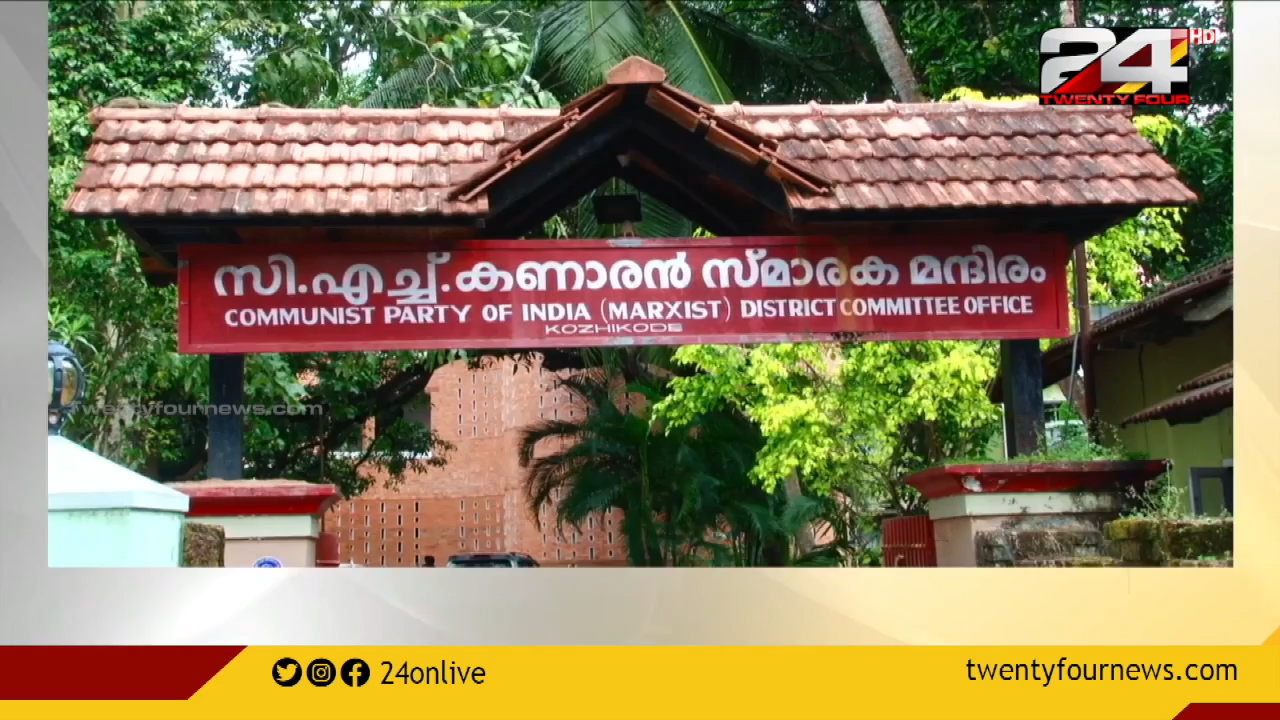 24 HD
TWENTY FOUR
സി.എച്ച്.കണാരൻ സ്മാരക മന്ദിരം
COMMUNIST PARTY OF INDIA (MARXIST) DISTRICT COMMITTEE OFFICE
KOZHIKODE
twentyfournews.com
24onlive
twentyfournews.com